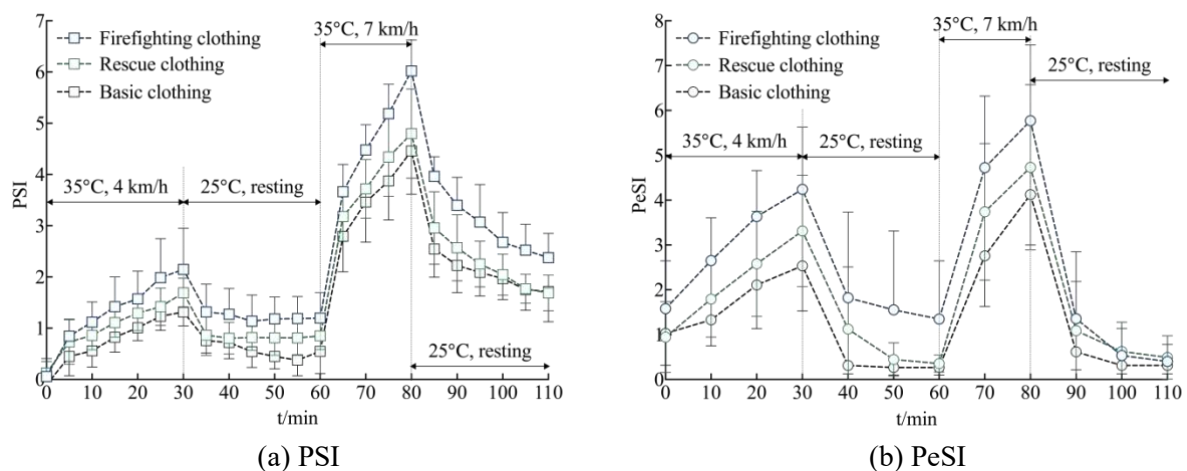 7
6
5
4
3
2
1
0
PSI
Firefighting clothing
Rescue clothing
Basic clothing
35°C, 7 km/h
35°C, 4 km/h
25°C, resting
25°C, resting
0 10 20 30 40 50 60 70 80 90 100 110
t/min
(a) PSI
8
7
6
5
4
3
2
1
0
PeSI
Firefighting clothing
Rescue clothing
Basic clothing
35°C, 7 km/h
25°C, resting
35°C, 4 km/h
25°C, resting
0 10 20 30 40 50 60 70 80 90 100 110
t/min
(b) PeSI